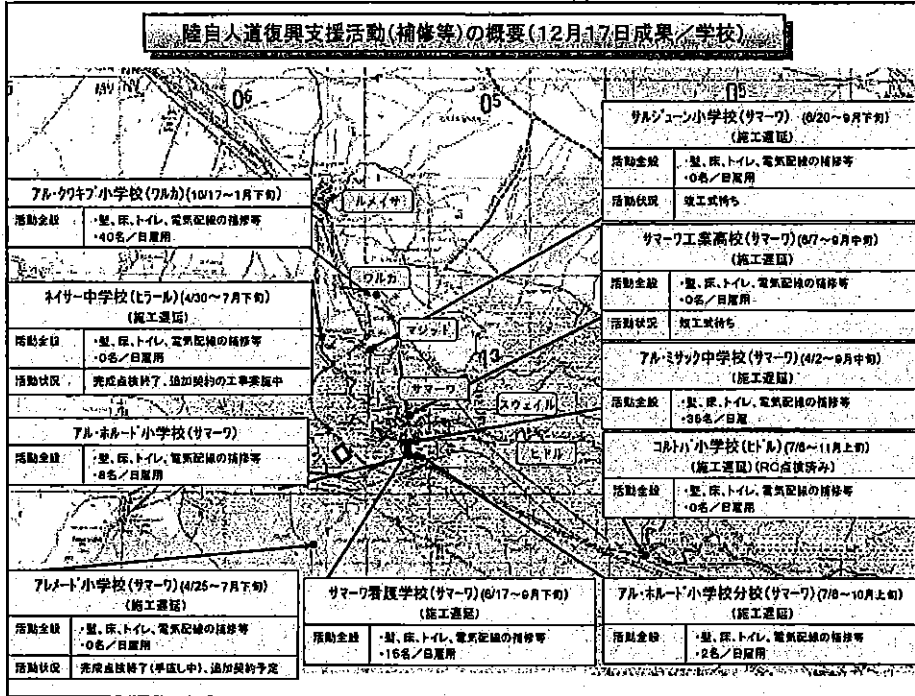 陸自人道復興支援活動(補修等)の概要(12月17日成果/学校)
サルジューン小学校(サマーワ) (6/20~9月下旬)
(施工遅延)
活動全般 ・壁、床、トイレ、電気配線の補修等
・0名/日雇用
活動状況 竣工式待ち
アル・クワキブ小学校(ワルカ)(10/17~1月下旬)
活動全般 ・壁、床、トイレ、電気配線の補修等
・40名/日雇用
ルメイサ
サマーワ工業高校(サマーワ)(6/7~9月中旬)
(施工遅延)
活動全般 ・壁、床、トイレ、電気配線の補修等
・0名/日雇用
活動状況 竣工式待ち
ワルカ
ネイサー中学校(ヒラール)(4/30~7月下旬)
(施工遅延)
活動全般 ・壁、床、トイレ、電気配線の補修等
・0名/日雇用
活動状況 完成点検終了、追加契約の工事実施中
マジット
サマーワ
スウェイル
ヒドル
アル・ミサック中学校(サマーワ)(4/2~9月中旬)
(施工遅延)
活動全般 ・壁、床、トイレ、電気配線の補修等
・36名/日雇
アル・ホルード小学校(サマーワ)
活動全般 ・壁、床、トイレ、電気配線の補修等
・8名/日雇用
コルトバ小学校(ヒドル)(7/6~11月上旬)
(施工遅延)(RC点検済み)
活動全般 ・壁、床、トイレ、電気配線の補修等
・0名/日雇用
アレメード小学校(サマーワ)(4/25~7月下旬)
(施工遅延)
活動全般 ・壁、床、トイレ、電気配線の補修等
・0名/日雇用
活動状況 完成点検終了(手直し中)、追加契約予定
サマーワ看護学校(サマーワ)(6/17~9月下旬)
(施工遅延)
活動全般 ・壁、床、トイレ、電気配線の補修等
・15名/日雇用
アル・ホルード小学校分校(サマーワ)(7/8~10月上旬)
(施工遅延)
活動全般 ・壁、床、トイレ、電気配線の補修等
・2名/日雇用